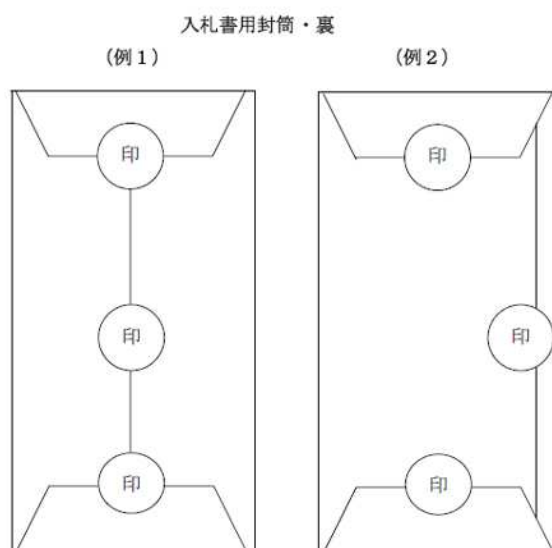 入札書用封筒・裏
（例１） （例２）
印 印
印 印
印 印